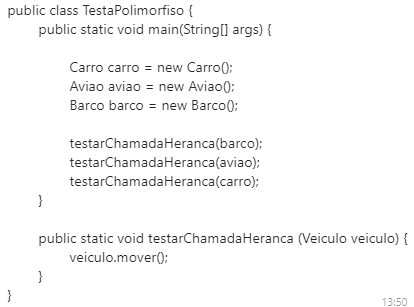 public class TestaPolimorfiso {
public static void main(String[] args) {
Carro carro = new Carro();
Aviao aviao = new Aviao();
Barco barco = new Barco();
testarChamadaHeranca(barco);
testarChamadaHeranca(aviao);
testarChamadaHeranca(carro);
}
public static void testarChamadaHeranca (Veiculo veiculo) {
veiculo.mover();
}
}
13:50